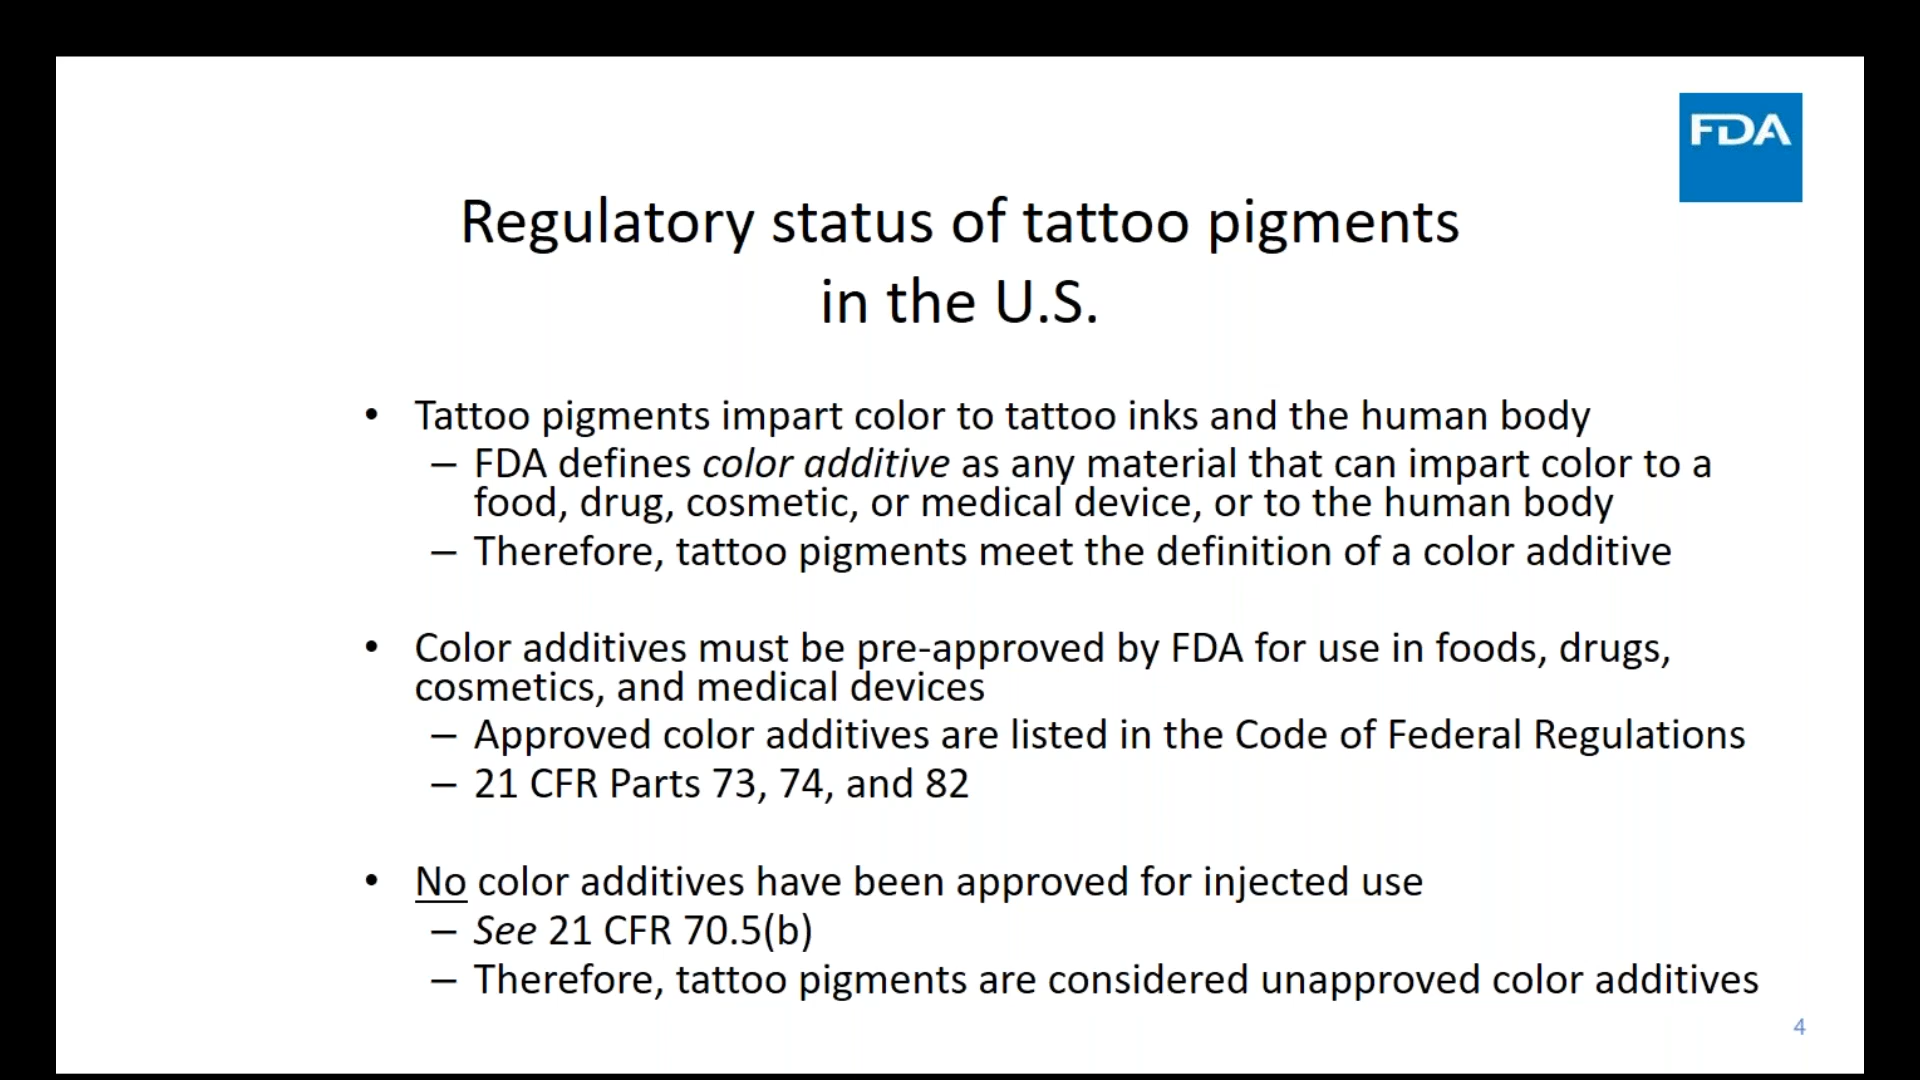 FDA
Regulatory status of tattoo pigments
in the U.S.
• Tattoo pigments impart color to tattoo inks and the human body
– FDA defines color additive as any material that can impart color to a
food, drug, cosmetic, or medical device, or to the human body
– Therefore, tattoo pigments meet the definition of a color additive
• Color additives must be pre-approved by FDA for use in foods, drugs,
cosmetics, and medical devices
– Approved color additives are listed in the Code of Federal Regulations
– 21 CFR Parts 73, 74, and 82
• No color additives have been approved for injected use
– See 21 CFR 70.5(b)
– Therefore, tattoo pigments are considered unapproved color additives
4